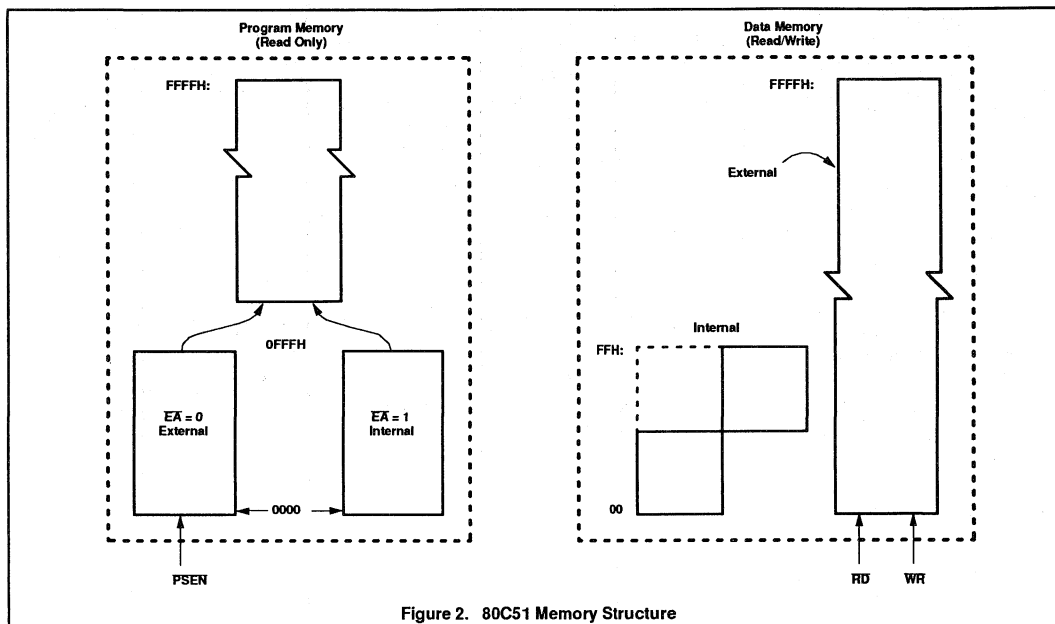 Program Memory
(Read Only)
FFFFH:
0FFFH
EA = 0
External
EA = 1
Internal
0000
PSEN
Data Memory
(Read/Write)
FFFFH:
External
Internal
FFH:
00
RD
WR
Figure 2. 80C51 Memory Structure